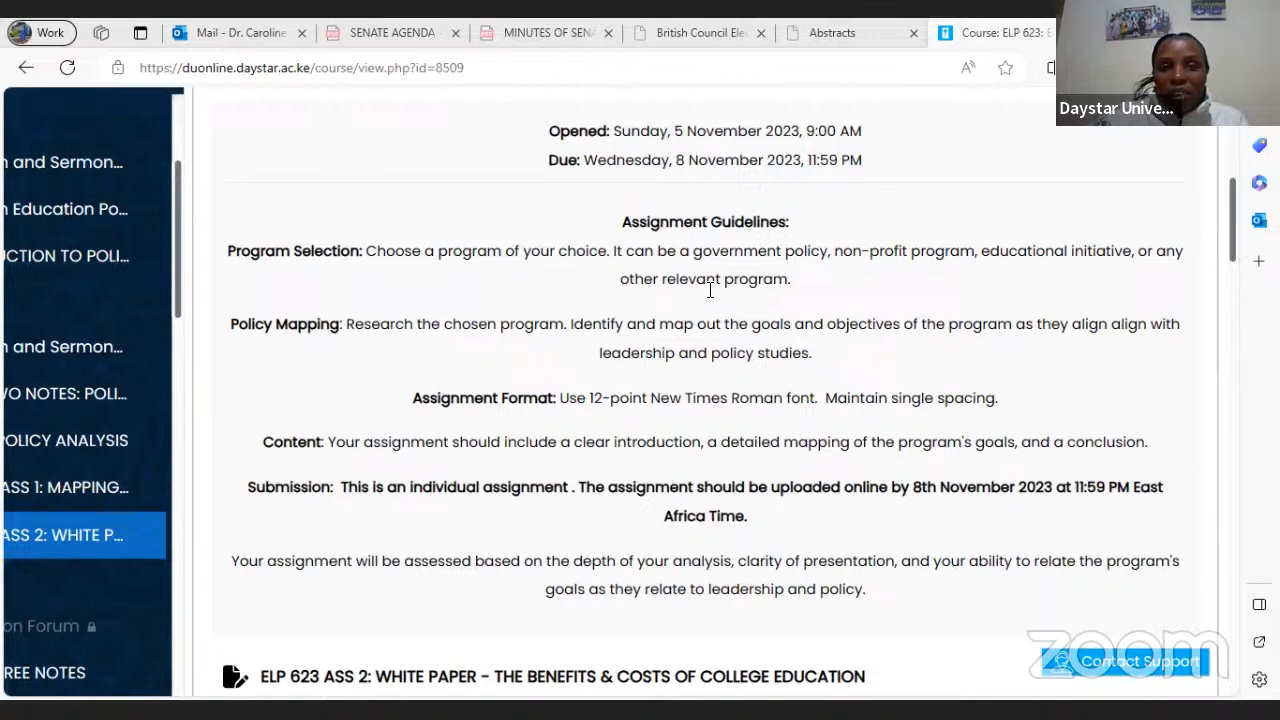 Work
Mail - Dr. Caroline
SENATE AGENDA
MINUTES OF SENA
British Council Ele
Abstracts
Course: ELP 623: E
https://duonline.daystar.ac.ke/course/view.php?id=8509
Daystar Unive...
n and Sermon...
n Education Po...
UCTION TO POLI...
n and Sermon...
WO NOTES: POLI...
POLICY ANALYSIS
ASS 1: MAPPING...
ASS 2: WHITE P...
on Forum
REE NOTES
Opened: Sunday, 5 November 2023, 9:00 AM
Due: Wednesday, 8 November 2023, 11:59 PM
Assignment Guidelines:
Program Selection: Choose a program of your choice. It can be a government policy, non-profit program, educational initiative, or any
other relevant program.
Policy Mapping: Research the chosen program. Identify and map out the goals and objectives of the program as they align align with
leadership and policy studies.
Assignment Format: Use 12-point New Times Roman font. Maintain single spacing.
Content: Your assignment should include a clear introduction, a detailed mapping of the program's goals, and a conclusion.
Submission: This is an individual assignment . The assignment should be uploaded online by 8th November 2023 at 11:59 PM East
Africa Time.
Your assignment will be assessed based on the depth of your analysis, clarity of presentation, and your ability to relate the program's
goals as they relate to leadership and policy.
ELP 623 ASS 2: WHITE PAPER - THE BENEFITS & COSTS OF COLLEGE EDUCATION
Contact Support
zoom